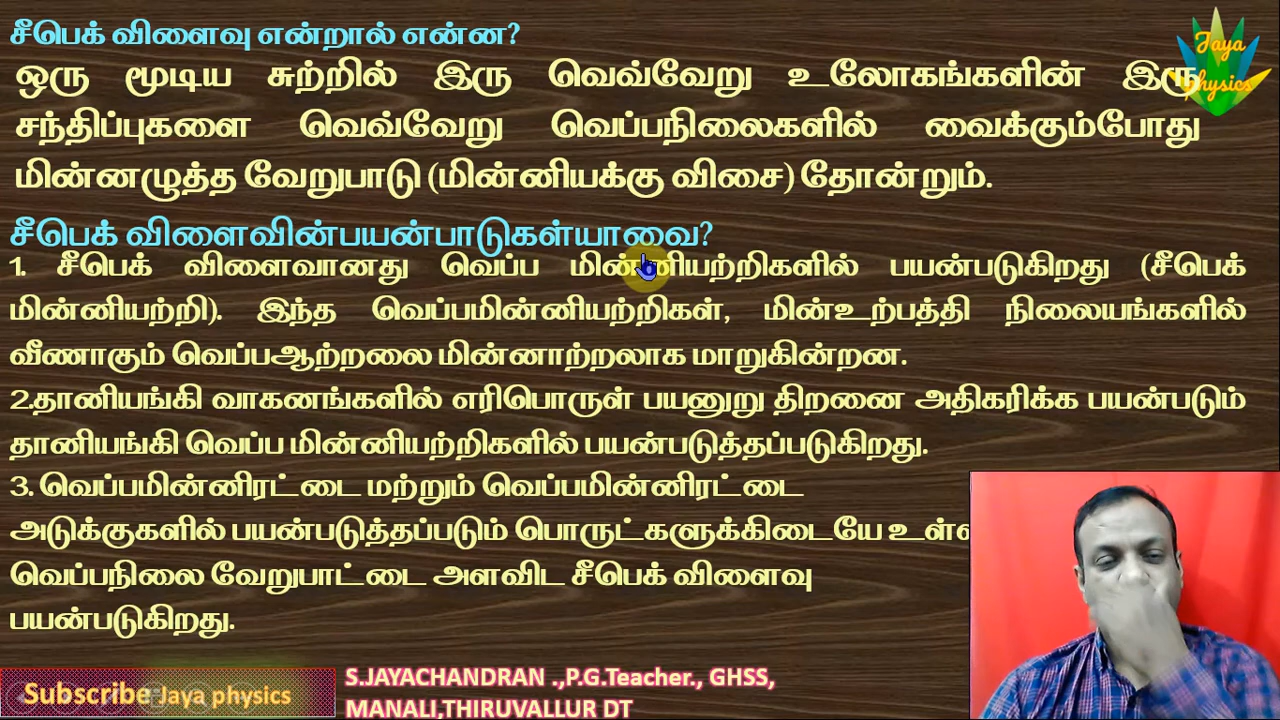 சீபெக் விளைவு என்றால் என்ன?
Jaya
Physics
ஒரு மூடிய சுற்றில் இரு வெவ்வேறு உலோகங்களின் இரு
சந்திப்புகளை வெவ்வேறு வெப்பநிலைகளில் வைக்கும்போது
மின்னழுத்த வேறுபாடு (மின்னியக்கு விசை) தோன்றும்.
சீபெக் விளைவின்பயன்பாடுகள்யாவை?
1. சீபெக் விளைவானது வெப்ப மின்னியற்றிகளில் பயன்படுகிறது (சீபெக்
மின்னியற்றி). இந்த வெப்பமின்னியற்றிகள், மின்உற்பத்தி நிலையங்களில்
வீணாகும் வெப்பஆற்றலை மின்னாற்றலாக மாறுகின்றன.
2.தானியங்கி வாகனங்களில் எரிபொருள் பயனுறு திறனை அதிகரிக்க பயன்படும்
தானியங்கி வெப்ப மின்னியற்றிகளில் பயன்படுத்தப்படுகிறது.
3. வெப்பமின்னிரட்டை மற்றும் வெப்பமின்னிரட்டை
அடுக்குகளில் பயன்படுத்தப்படும் பொருட்களுக்கிடையே
வெப்பநிலை வேறுபாட்டை அளவிட சீபெக் விளைவு
பயன்படுகிறது.
Subscribe Jaya physics
S.JAYACHANDRAN .,P.G.Teacher., GHSS,
MANALI,THIRUVALLUR DT